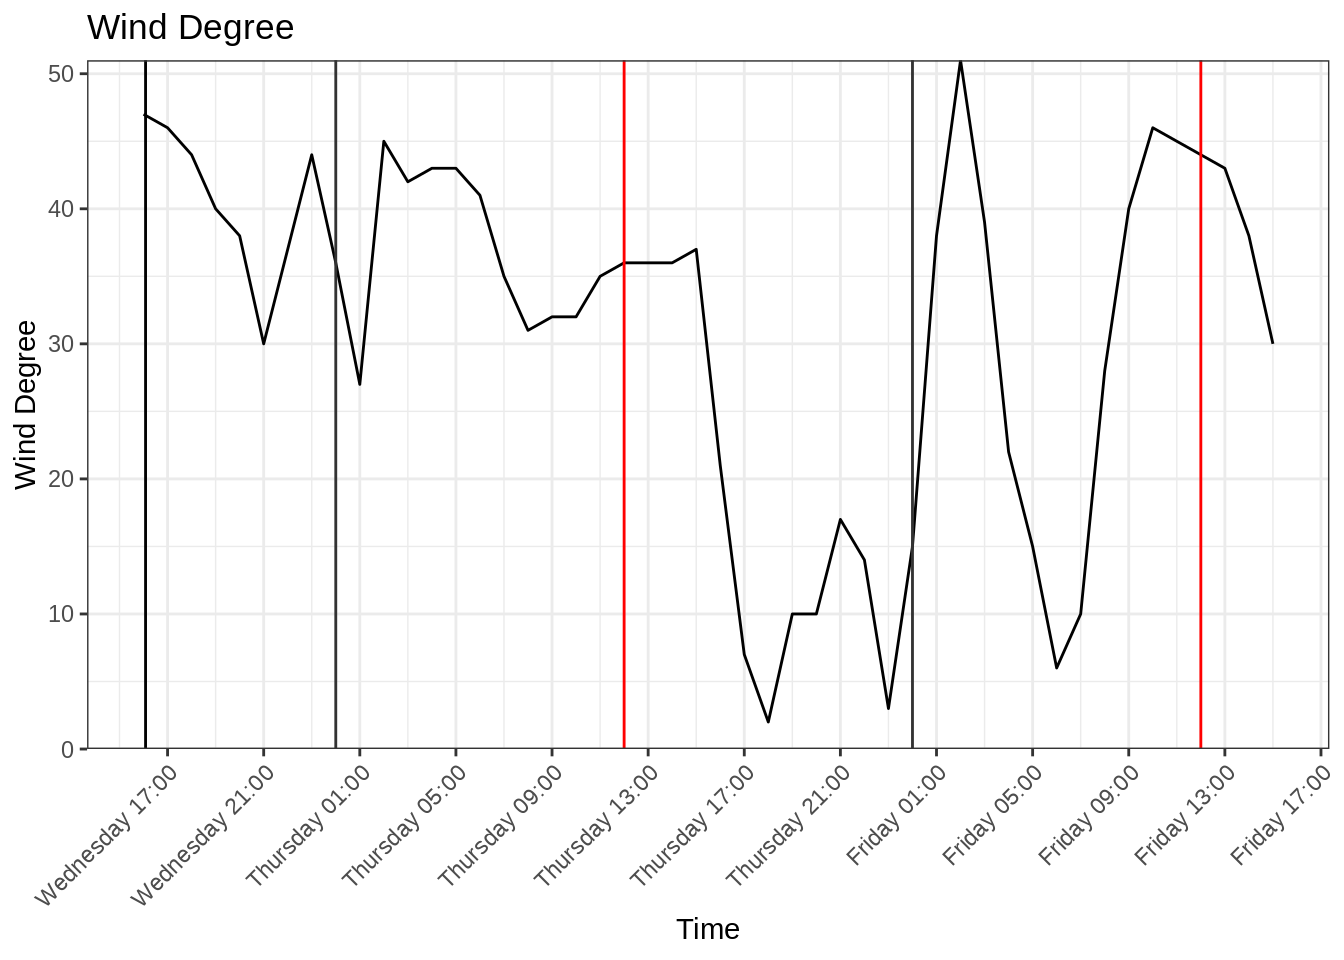 Wind Degree
Wind Degree
50
40
30
20
10
0
Wednesday 17:00
Wednesday 21:00
Thursday 01:00
Thursday 05:00
Thursday 09:00
Thursday 13:00
Thursday 17:00
Thursday 21:00
Friday 01:00
Friday 05:00
Friday 09:00
Friday 13:00
Friday 17:00
Time